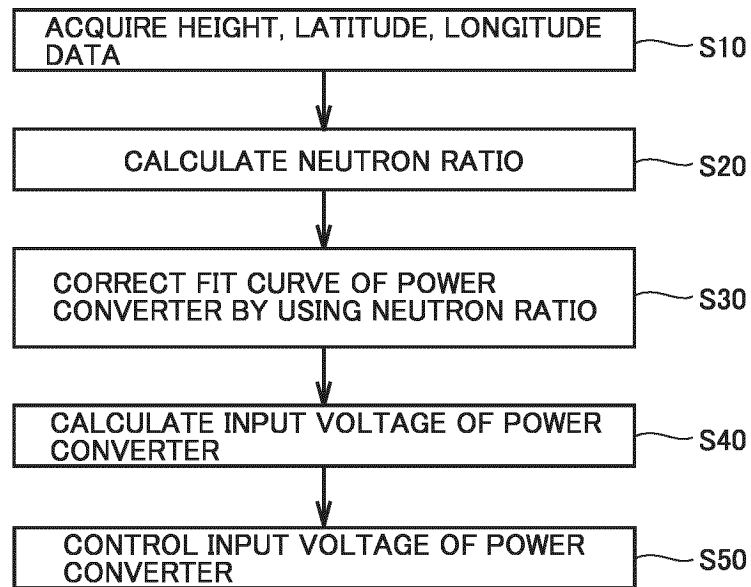 ACQUIRE HEIGHT, LATITUDE, LONGITUDE
DATA
S10
CALCULATE NEUTRON RATIO
S20
CORRECT FIT CURVE OF POWER
CONVERTER BY USING NEUTRON RATIO
S30
CALCULATE INPUT VOLTAGE OF POWER
CONVERTER
S40
CONTROL INPUT VOLTAGE OF POWER
CONVERTER
S50